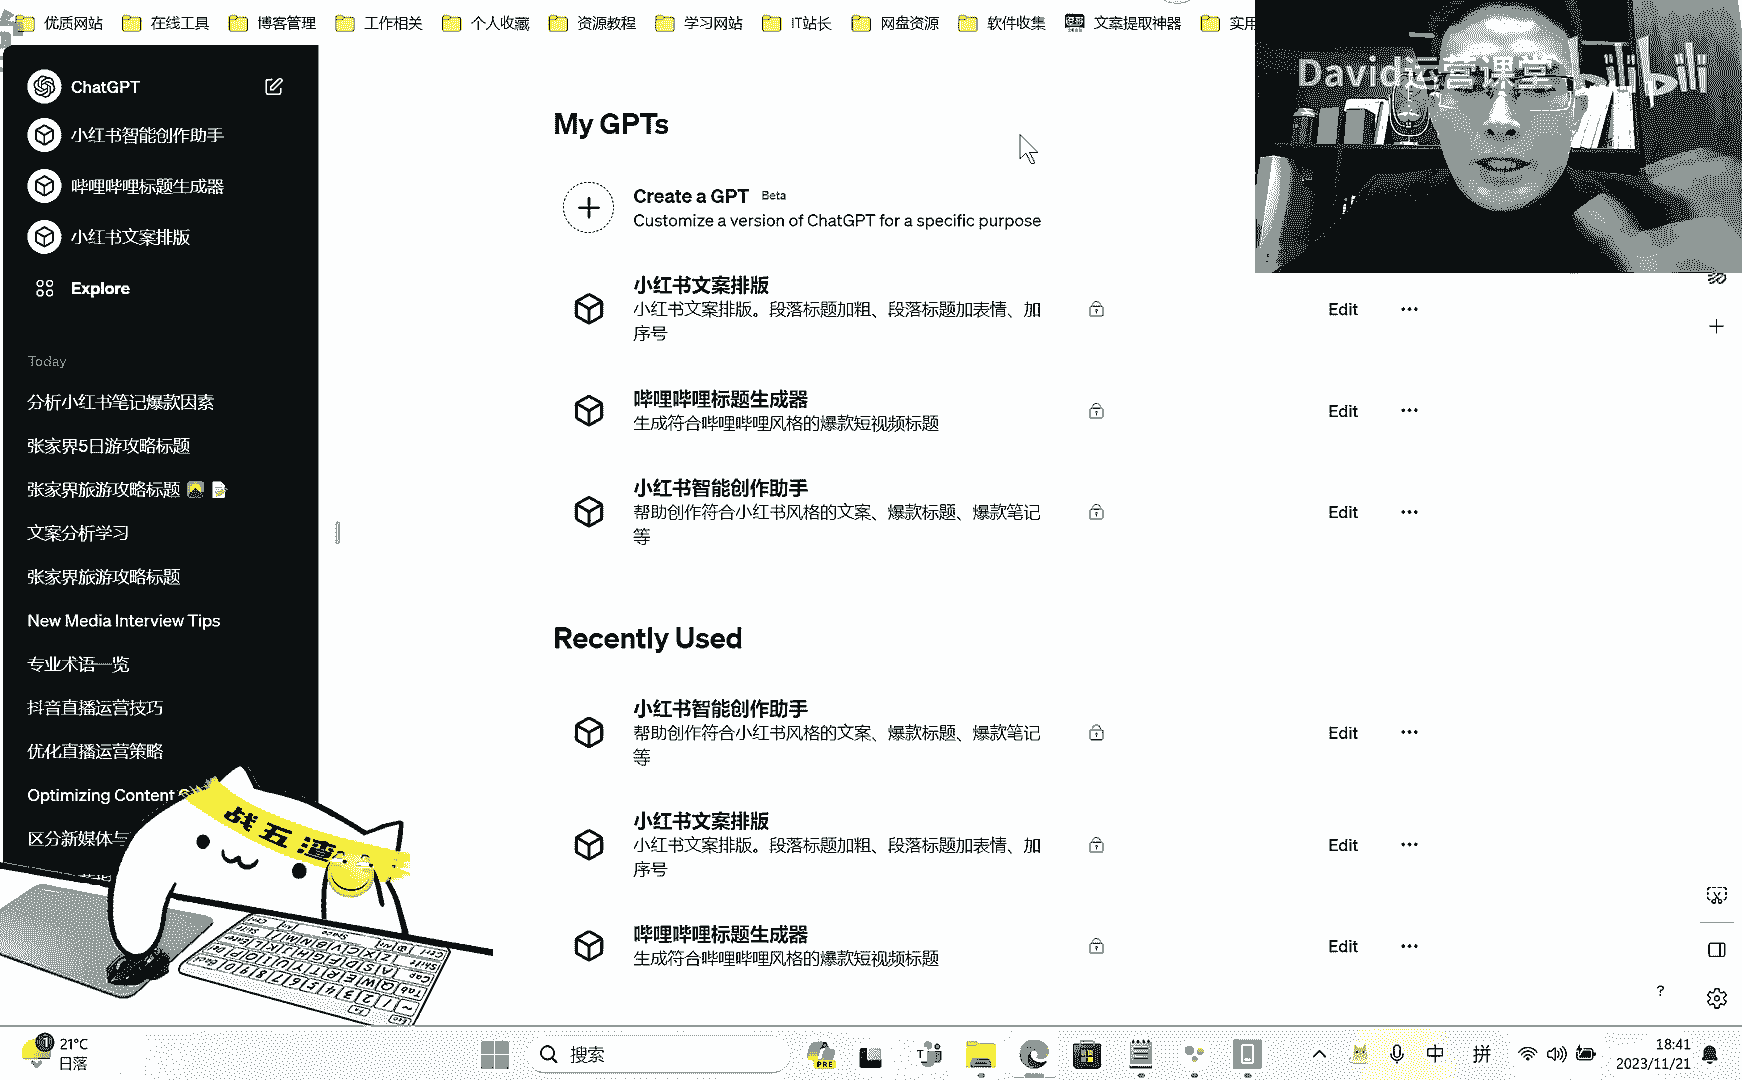 优质网站 在线工具 博客管理 工作相关 个人收藏 资源教程 学习网站 IT站长 网盘资源 软件收集 文案提取神器 实用
David运营课堂 bilibili
ChatGPT
小红书智能创作助手
哔哩哔哩标题生成器
小红书文案排版
Explore
Today
分析小红书笔记爆款因素
张家界5日游攻略标题
张家界旅游攻略标题
文案分析学习
张家界旅游攻略标题
New Media Interview Tips
专业术语一览
抖音直播运营技巧
优化直播运营策略
Optimizing Content
区分新媒体与
战五渣
My GPTs
Create a GPT Beta
Customize a version of ChatGPT for a specific purpose
小红书文案排版
小红书文案排版。段落标题加粗、段落标题加表情、加
序号
Edit
哔哩哔哩标题生成器
生成符合哔哩哔哩风格的爆款短视频标题
Edit
小红书智能创作助手
帮助创作符合小红书风格的文案、爆款标题、爆款笔记
等
Edit
Recently Used
小红书智能创作助手
帮助创作符合小红书风格的文案、爆款标题、爆款笔记
等
Edit
小红书文案排版
小红书文案排版。段落标题加粗、段落标题加表情、加
序号
Edit
哔哩哔哩标题生成器
生成符合哔哩哔哩风格的爆款短视频标题
Edit
?
21°C
日落
搜索
PRE
中 拼
18:41
2023/11/21